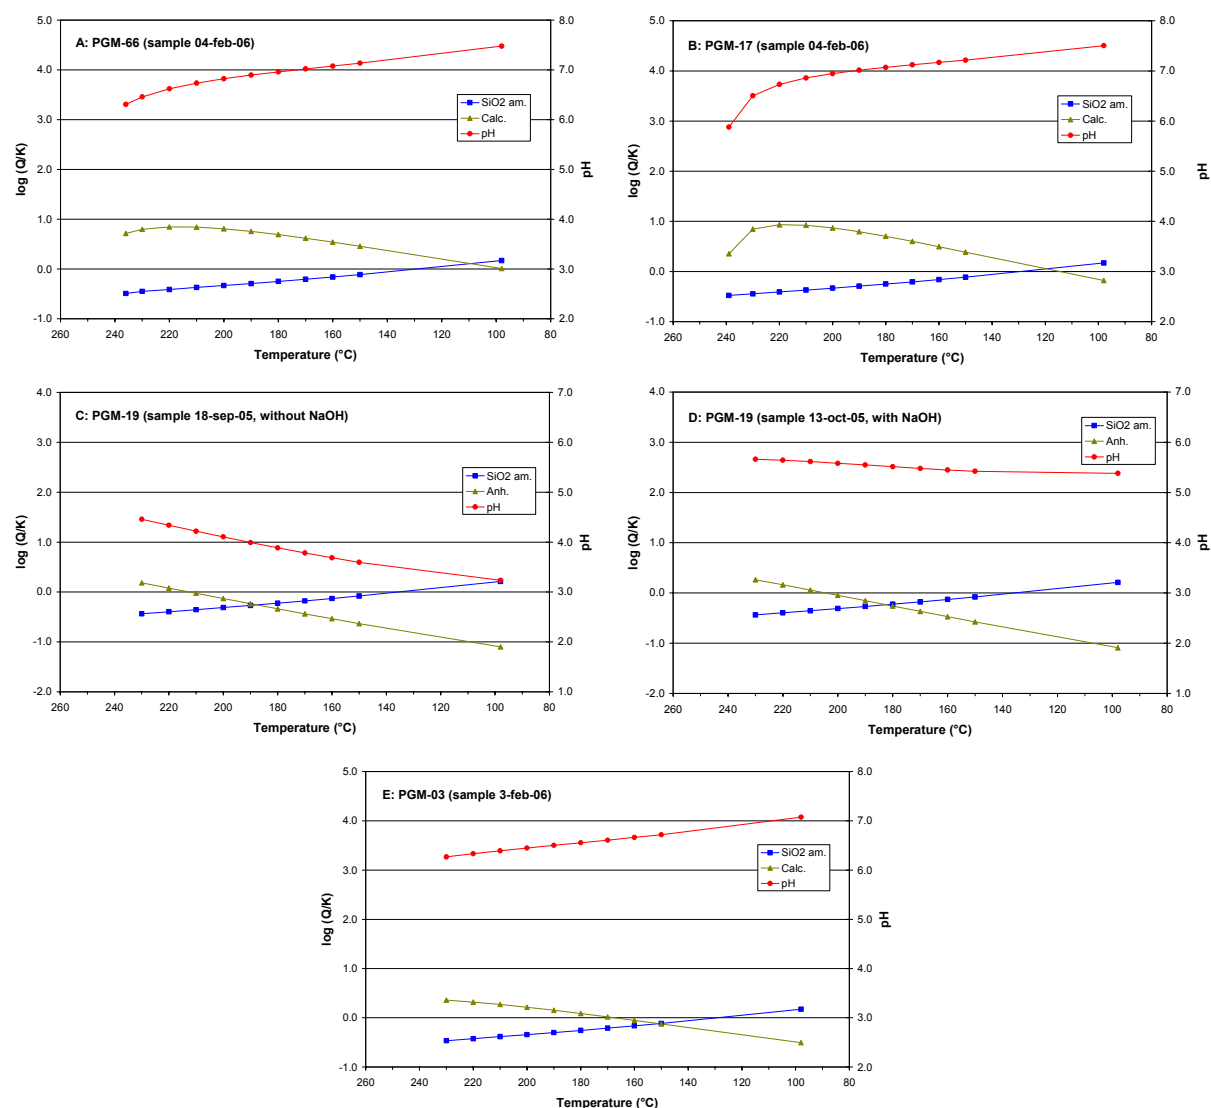 A: PGM-66 (sample 04-feb-06)
5.0
4.0
3.0
2.0
1.0
0.0
-1.0
log (Q/K)
8.0
7.0
6.0
5.0
4.0
3.0
2.0
pH
SiO2 am.
Calc.
pH
260 240 220 200 180 160 140 120 100 80
Temperature (°C)
B: PGM-17 (sample 04-feb-06)
5.0
4.0
3.0
2.0
1.0
0.0
-1.0
log (Q/K)
8.0
7.0
6.0
5.0
4.0
3.0
2.0
pH
SiO2 am.
Calc.
pH
260 240 220 200 180 160 140 120 100 80
Temperature (°C)
C: PGM-19 (sample 18-sep-05, without NaOH)
4.0
3.0
2.0
1.0
0.0
-1.0
-2.0
log (Q/K)
7.0
6.0
5.0
4.0
3.0
2.0
1.0
pH
SiO2 am.
Anh.
pH
260 240 220 200 180 160 140 120 100 80
Temperature (°C)
D: PGM-19 (sample 13-oct-05, with NaOH)
4.0
3.0
2.0
1.0
0.0
-1.0
-2.0
log (Q/K)
7.0
6.0
5.0
4.0
3.0
2.0
1.0
pH
SiO2 am.
Anh.
pH
260 240 220 200 180 160 140 120 100 80
Temperature (°C)
E: PGM-03 (sample 3-feb-06)
5.0
4.0
3.0
2.0
1.0
0.0
-1.0
log (Q/K)
8.0
7.0
6.0
5.0
4.0
3.0
2.0
pH
SiO2 am.
Calc.
pH
260 240 220 200 180 160 140 120 100 80
Temperature (°C)